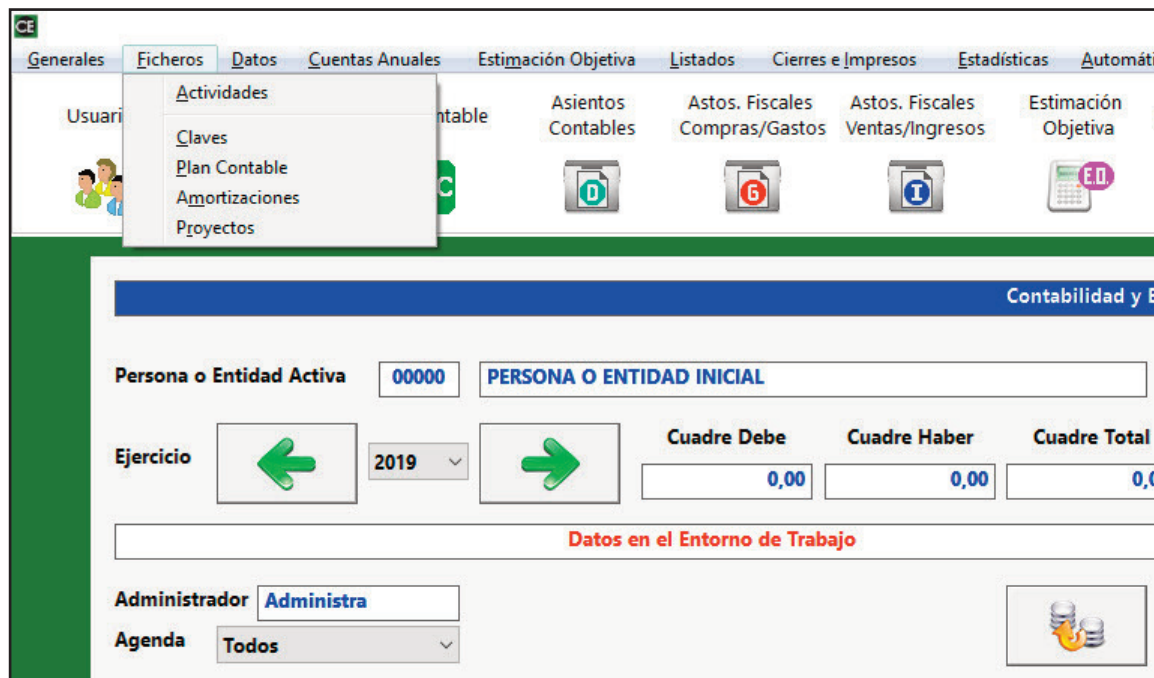 CE
Generales Ficheros Datos Cuentas Anuales Estimación Objetiva Listados Cierres e Impresos Estadísticas Automáti
Actividades
Claves
Plan Contable
Amortizaciones
Proyectos
Usuari
ntable
Asientos
Contables
Astos. Fiscales
Compras/Gastos
Astos. Fiscales
Ventas/Ingresos
Estimación
Objetiva
C
D
G
I
E.O.
Contabilidad y E
Persona o Entidad Activa 00000 PERSONA O ENTIDAD INICIAL
Cuadre Debe Cuadre Haber Cuadre Total
Ejercicio 2019
0,00 0,00 0,0
Datos en el Entorno de Trabajo
Administrador Administra
Agenda Todos